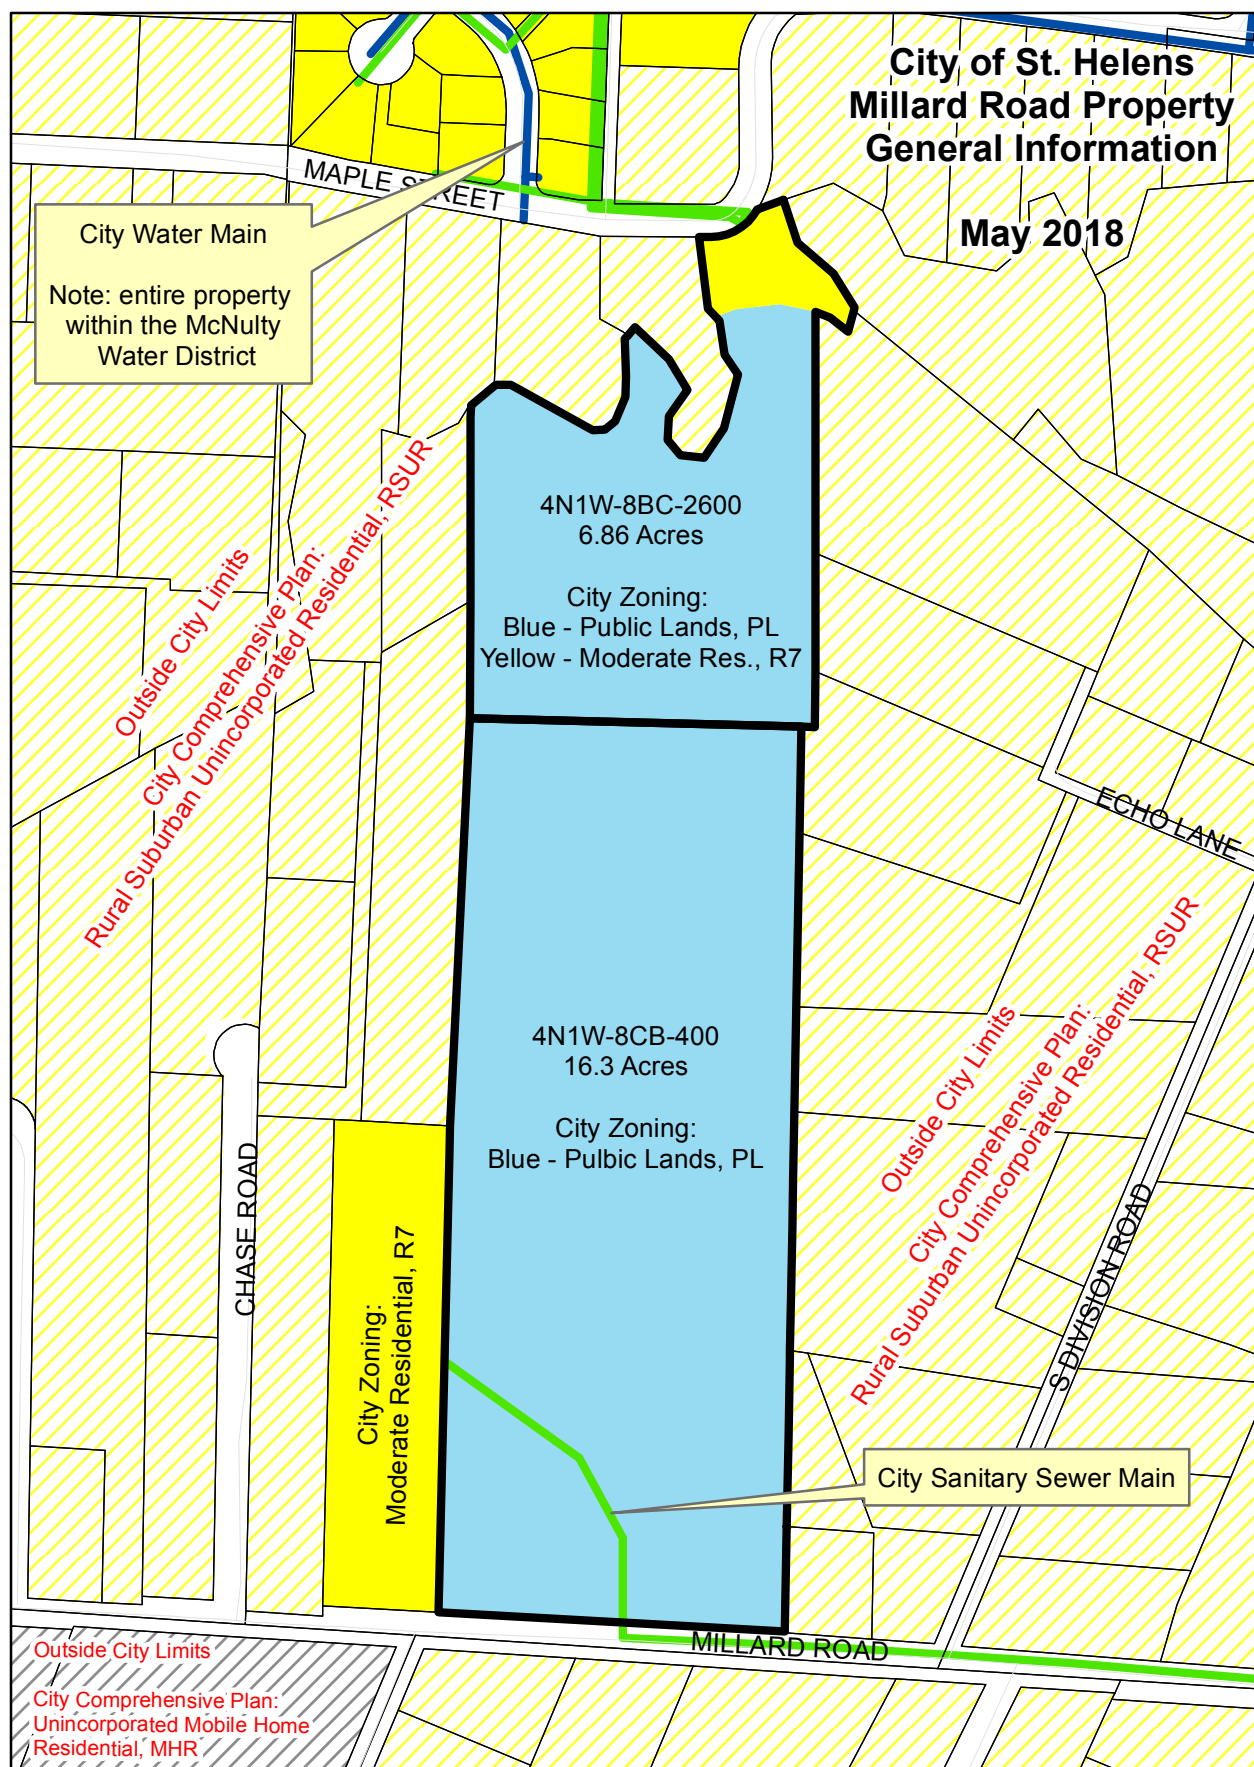 City of St. Helens
Millard Road Property
General Information
May 2018
MAPLE STREET
City Water Main
Note: entire property
within the McNulty
Water District
4N1W-8BC-2600
6.86 Acres
City Zoning:
Blue - Public Lands, PL
Yellow - Moderate Res., R7
Outside City Limits
City Comprehensive Plan:
Rural Suburban Unincorporated Residential, RSUR
ECHO LANE
4N1W-8CB-400
16.3 Acres
City Zoning:
Blue - Pulbic Lands, PL
Outside City Limits
City Comprehensive Plan:
Rural Suburban Unincorporated Residential, RSUR
CHASE ROAD
City Zoning:
Moderate Residential, R7
S DIVISION ROAD
City Sanitary Sewer Main
MILLARD ROAD
Outside City Limits
City Comprehensive Plan:
Unincorporated Mobile Home
Residential, MHR